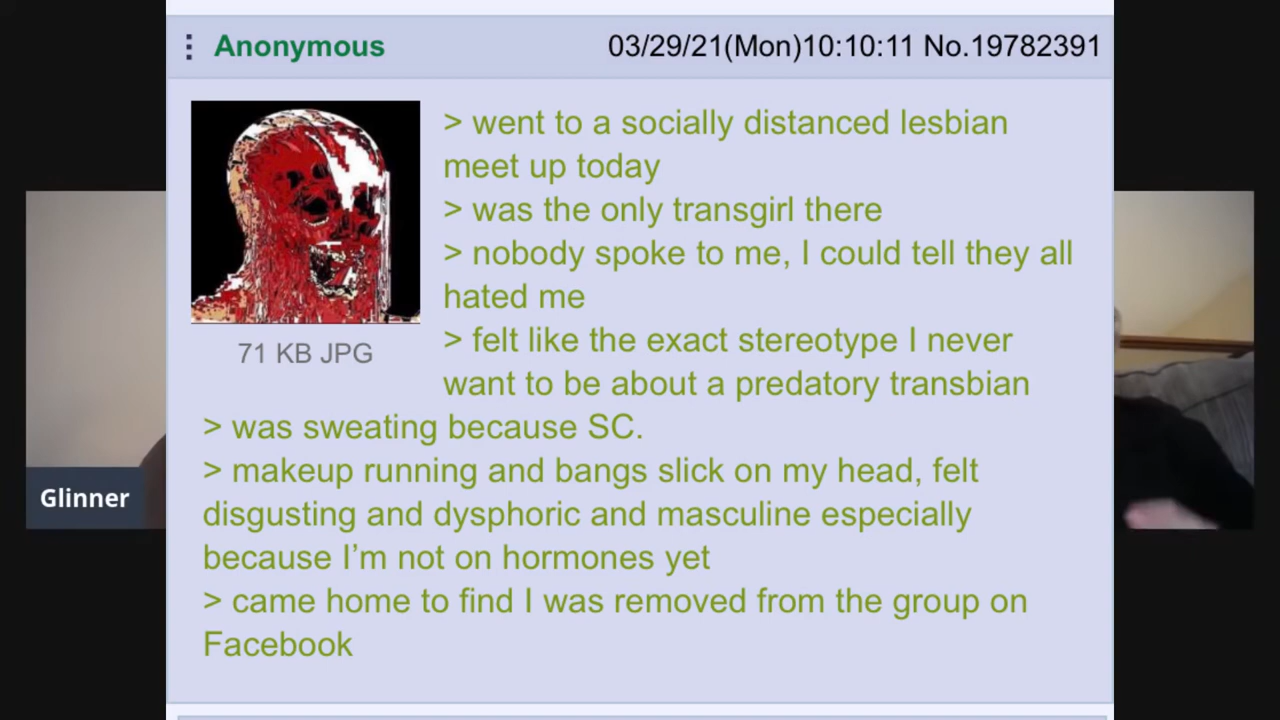 Anonymous 03/29/21(Mon)10:10:11 No.19782391
> went to a socially distanced lesbian
meet up today
> was the only transgirl there
> nobody spoke to me, I could tell they all
hated me
> felt like the exact stereotype I never
want to be about a predatory transbian
71 KB JPG
> was sweating because SC.
> makeup running and bangs slick on my head, felt
disgusting and dysphoric and masculine especially
because I’m not on hormones yet
> came home to find I was removed from the group on
Facebook
Glinner